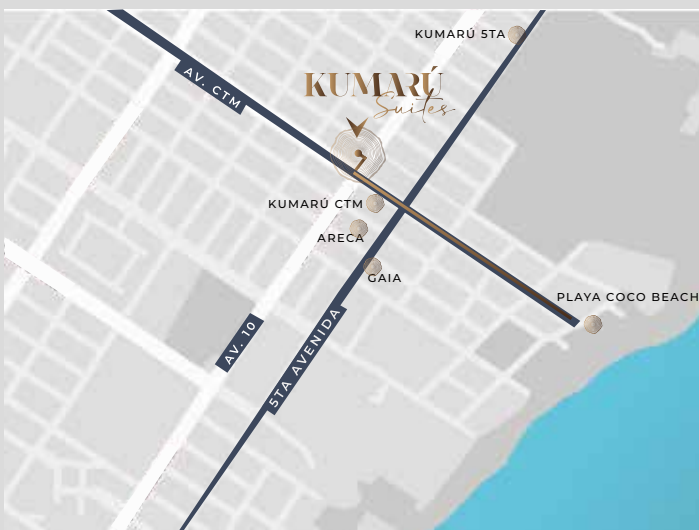 KUMARÚ 5TA
AV. CTM
KUMARÚ
Suites
KUMARÚ CTM
ARECA
GAIA
PLAYA COCO BEACH
AV. 10
5TA AVENIDA